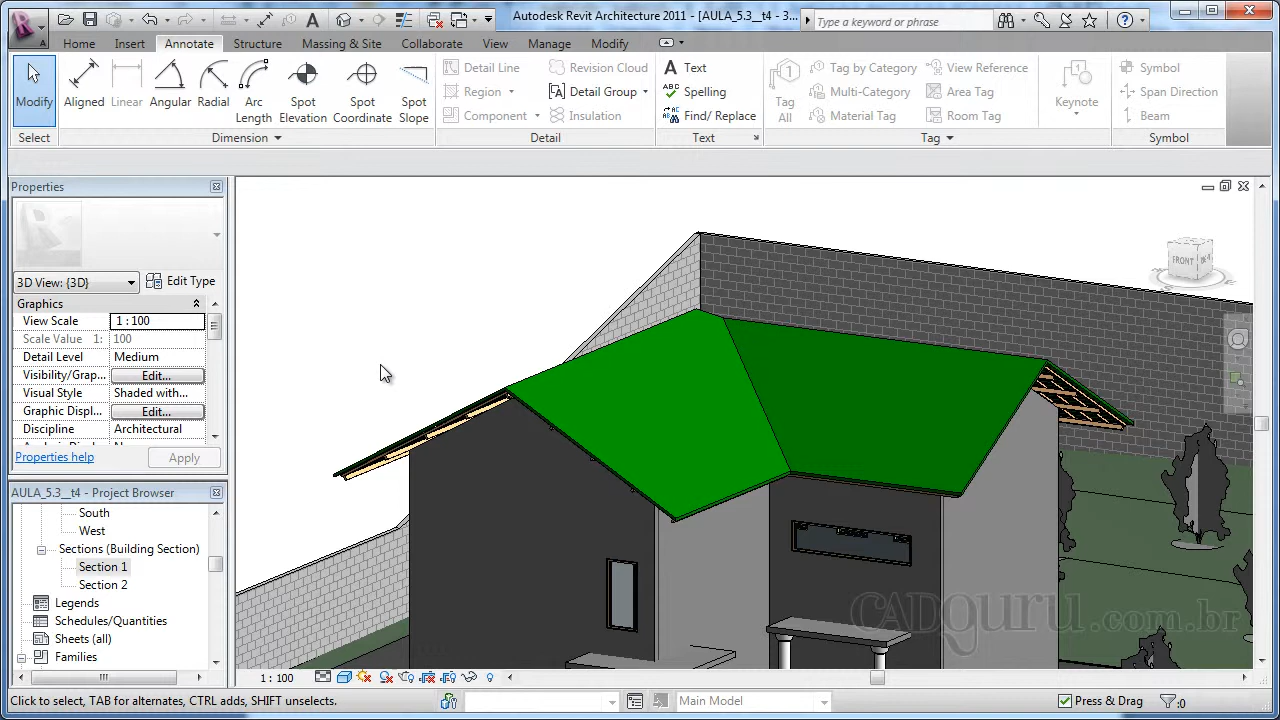 Autodesk Revit Architecture 2011 - [AULA_5.3__t4 - 3...
Type a keyword or phrase
Home Insert Annotate Structure Massing & Site Collaborate View Manage Modify
Modify
Aligned
Linear
Angular
Radial
Arc
Length
Spot
Elevation
Spot
Coordinate
Spot
Slope
Detail Line
Region
Component
Revision Cloud
Detail Group
Insulation
Text
Spelling
Find/ Replace
Tag
All
Tag by Category
Multi-Category
Material Tag
View Reference
Area Tag
Room Tag
Keynote
Symbol
Span Direction
Beam
Select Dimension Detail Text Tag Symbol
Properties
3D View: {3D} Edit Type
Graphics
View Scale 1 : 100
Scale Value 1: 100
Detail Level Medium
Visibility/Grap... Edit...
Visual Style Shaded with...
Graphic Displ... Edit...
Discipline Architectural
Properties help Apply
AULA_5.3__t4 - Project Browser
South
West
Sections (Building Section)
Section 1
Section 2
Legends
Schedules/Quantities
Sheets (all)
Families
FRONT
CADguru.com.br
1 : 100
Click to select, TAB for alternates, CTRL adds, SHIFT unselects.
Main Model
Press & Drag
:0